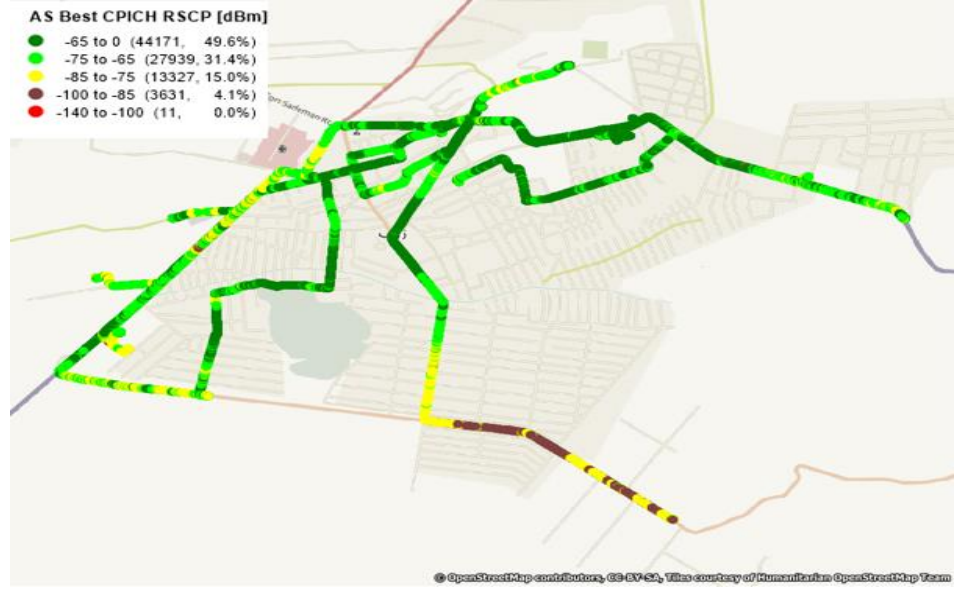 AS Best CPICH RSCP [dBm]
-65 to 0 (44171, 49.6%)
-75 to -65 (27939, 31.4%)
-85 to -75 (13327, 15.0%)
-100 to -85 (3631, 4.1%)
-140 to -100 (11, 0.0%)
© OpenStreetMap contributors, CC-BY-SA, Tiles courtesy of Humanitarian OpenStreetMap Team